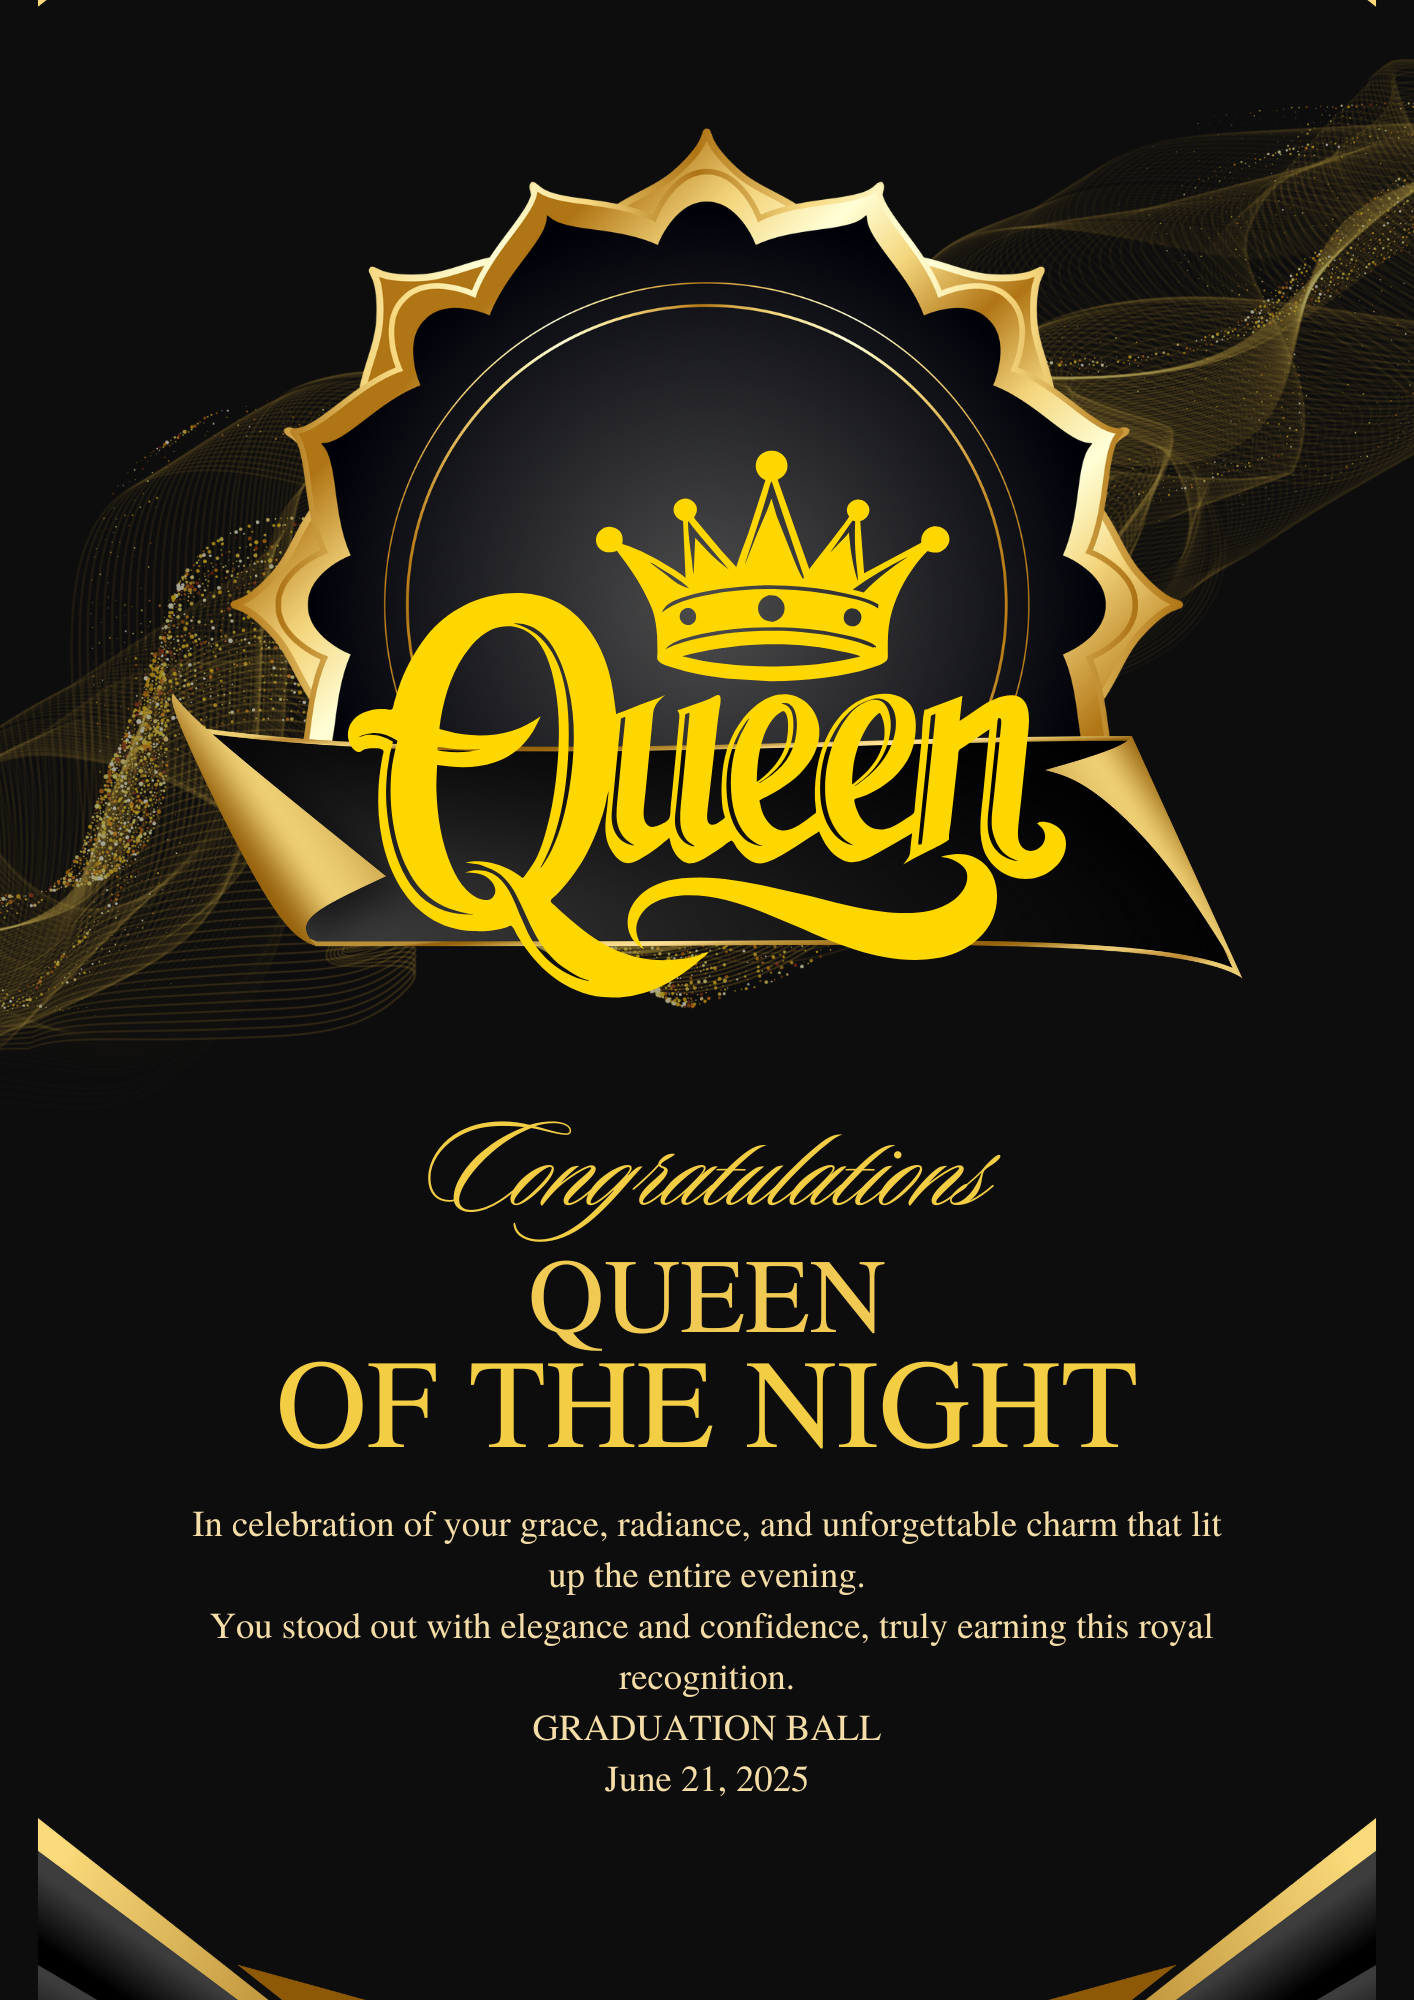 Queen
Congratulations
QUEEN
OF THE NIGHT
In celebration of your grace, radiance, and unforgettable charm that lit
up the entire evening.
You stood out with elegance and confidence, truly earning this royal
recognition.
GRADUATION BALL
June 21, 2025